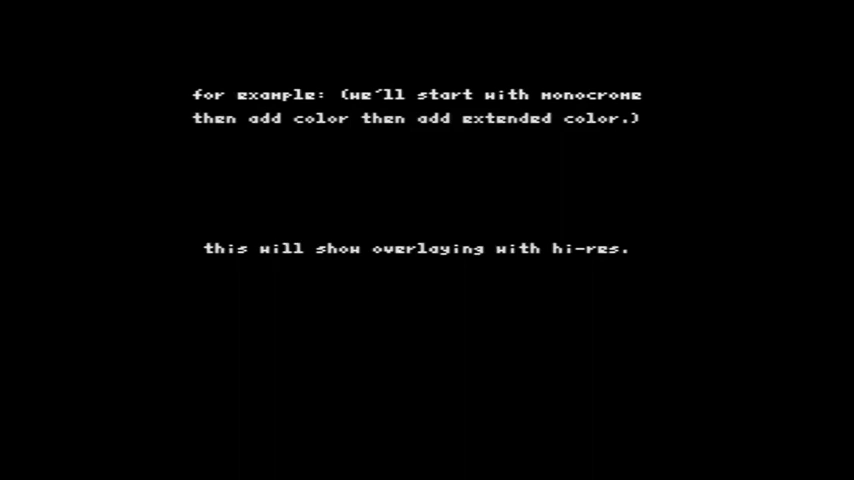 for example: (we'll start with monocrome
then add color then add extended color.)
this will show overlaying with hi-res.